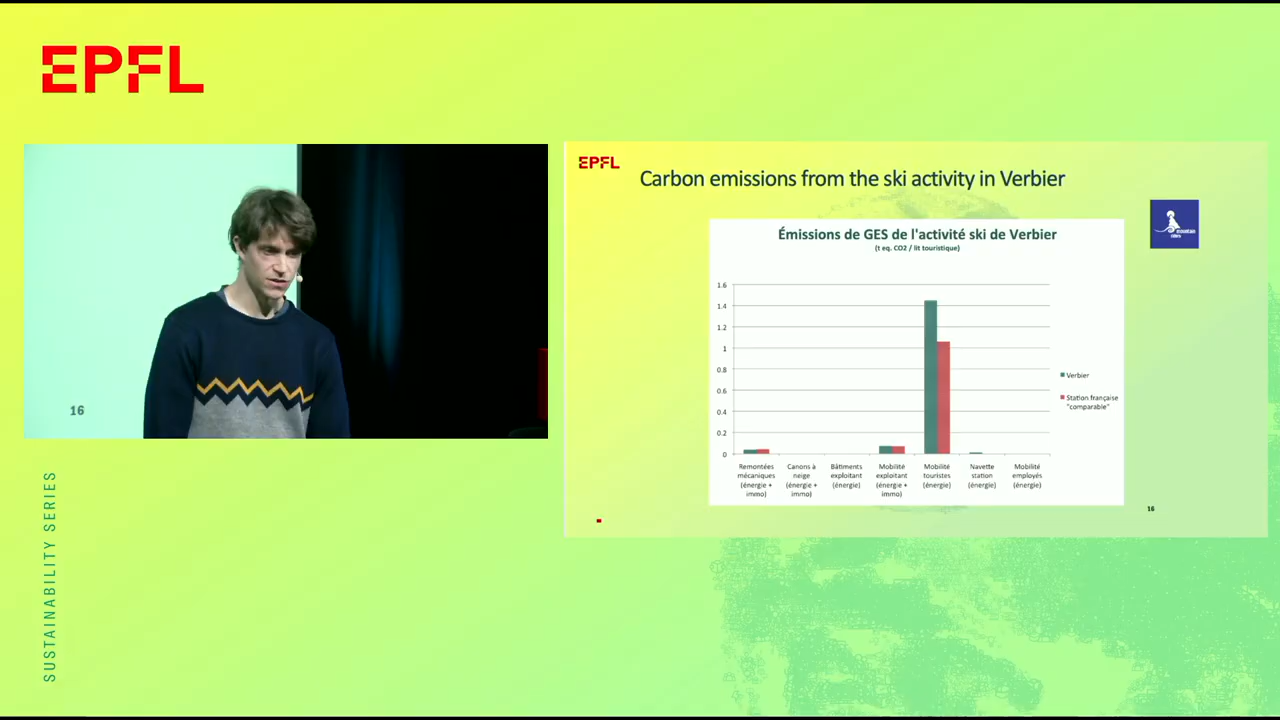 EPFL
16
SUSTAINABILITY SERIES
EPFL
Carbon emissions from the ski activity in Verbier
mountain
riders
Émissions de GES de l'activité ski de Verbier
(t eq. CO2 / lit touristique)
1.6
1.4
1.2
1
0.8
0.6
0.4
0.2
0
Remontées
mécaniques
(énergie +
immo)
Canons à
neige
(énergie +
immo)
Bâtiments
exploitant
(énergie)
Mobilité
exploitant
(énergie +
immo)
Mobilité
touristes
(énergie)
Navette
station
(énergie)
Mobilité
employés
(énergie)
Verbier
Station française
"comparable"
16